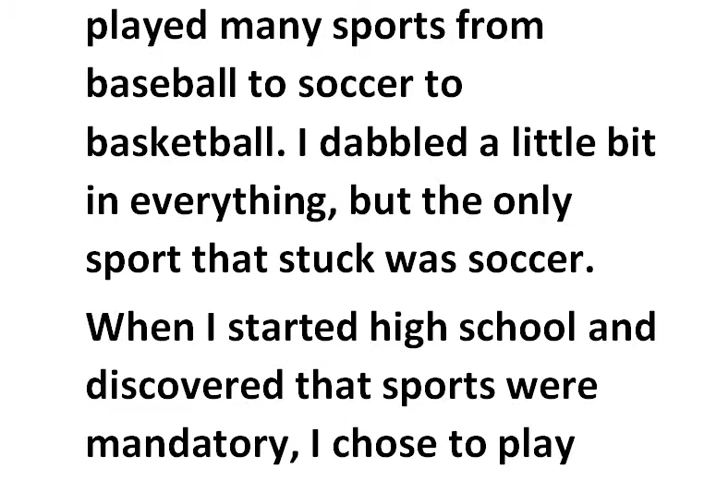 played many sports from
baseball to soccer to
basketball. I dabbled a little bit
in everything, but the only
sport that stuck was soccer.
When I started high school and
discovered that sports were
mandatory, I chose to play